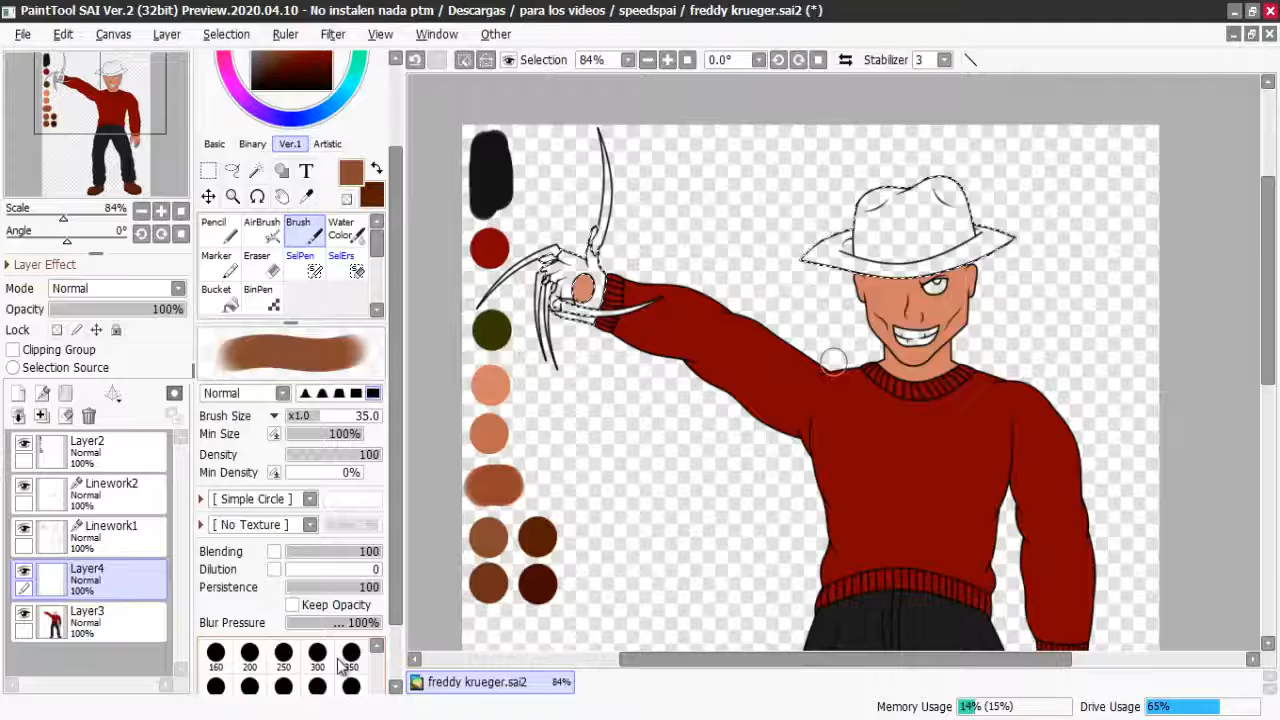 PaintTool SAI Ver.2 (32bit) Preview.2020.04.10 - No instalen nada ptm / Descargas / para los videos / speedspai / freddy krueger.sai2 (*)
File Edit Canvas Layer Selection Ruler Filter View Window Other
Selection 84% 0.0° Stabilizer 3
Basic Binary Ver.1 Artistic
T
Scale 84%
Angle 0°
Pencil AirBrush Brush Water Color
Marker Eraser SelPen SelErs
Bucket BinPen
Layer Effect
Mode Normal
Opacity 100%
Lock
Clipping Group
Selection Source
Layer2
Normal
100%
Linework2
Normal
100%
Linework1
Normal
100%
Layer4
Normal
100%
Layer3
Normal
100%
Normal
Brush Size x1.0 35.0
Min Size 100%
Density 100
Min Density 0%
[ Simple Circle ]
[ No Texture ]
Blending 100
Dilution 0
Persistence 100
Keep Opacity
Blur Pressure ... 100%
160 200 250 300 350
freddy krueger.sai2 84%
Memory Usage 14% (15%) Drive Usage 65%